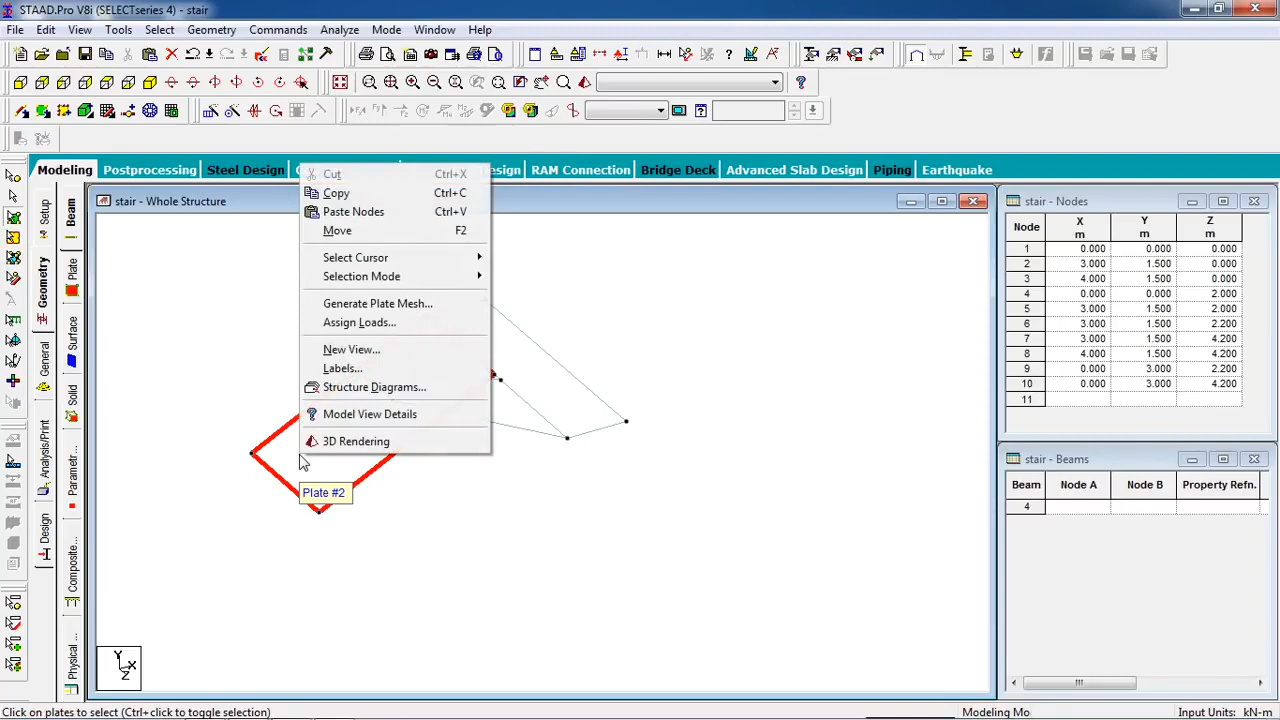 STAAD.Pro V8i (SELECTseries 4) - stair
File Edit View Tools Select Geometry Commands Analyze Mode Window Help
Modeling Postprocessing Steel Design RAM Connection Bridge Deck Advanced Slab Design Piping Earthquake
stair - Whole Structure
Cut Ctrl+X
Copy Ctrl+C
Paste Nodes Ctrl+V
Move F2
Select Cursor
Selection Mode
Generate Plate Mesh...
Assign Loads...
New View...
Labels...
Structure Diagrams...
Model View Details
3D Rendering
Plate #2
Setup
Geometry
General
Analysis/Print
Design
Beam
Plate
Surface
Solid
Parametr...
Composite...
Physical ...
Y
X
Z
stair - Nodes
Node X m Y m Z m
1 0.000 0.000 0.000
2 3.000 1.500 0.000
3 4.000 1.500 0.000
4 0.000 0.000 2.000
5 3.000 1.500 2.000
6 3.000 1.500 2.200
7 3.000 1.500 4.200
8 4.000 1.500 4.200
9 0.000 3.000 2.200
10 0.000 3.000 4.200
11
stair - Beams
Beam Node A Node B Property Refn.
4
Click on plates to select (Ctrl+click to toggle selection)
Modeling Mo
Input Units: kN-m